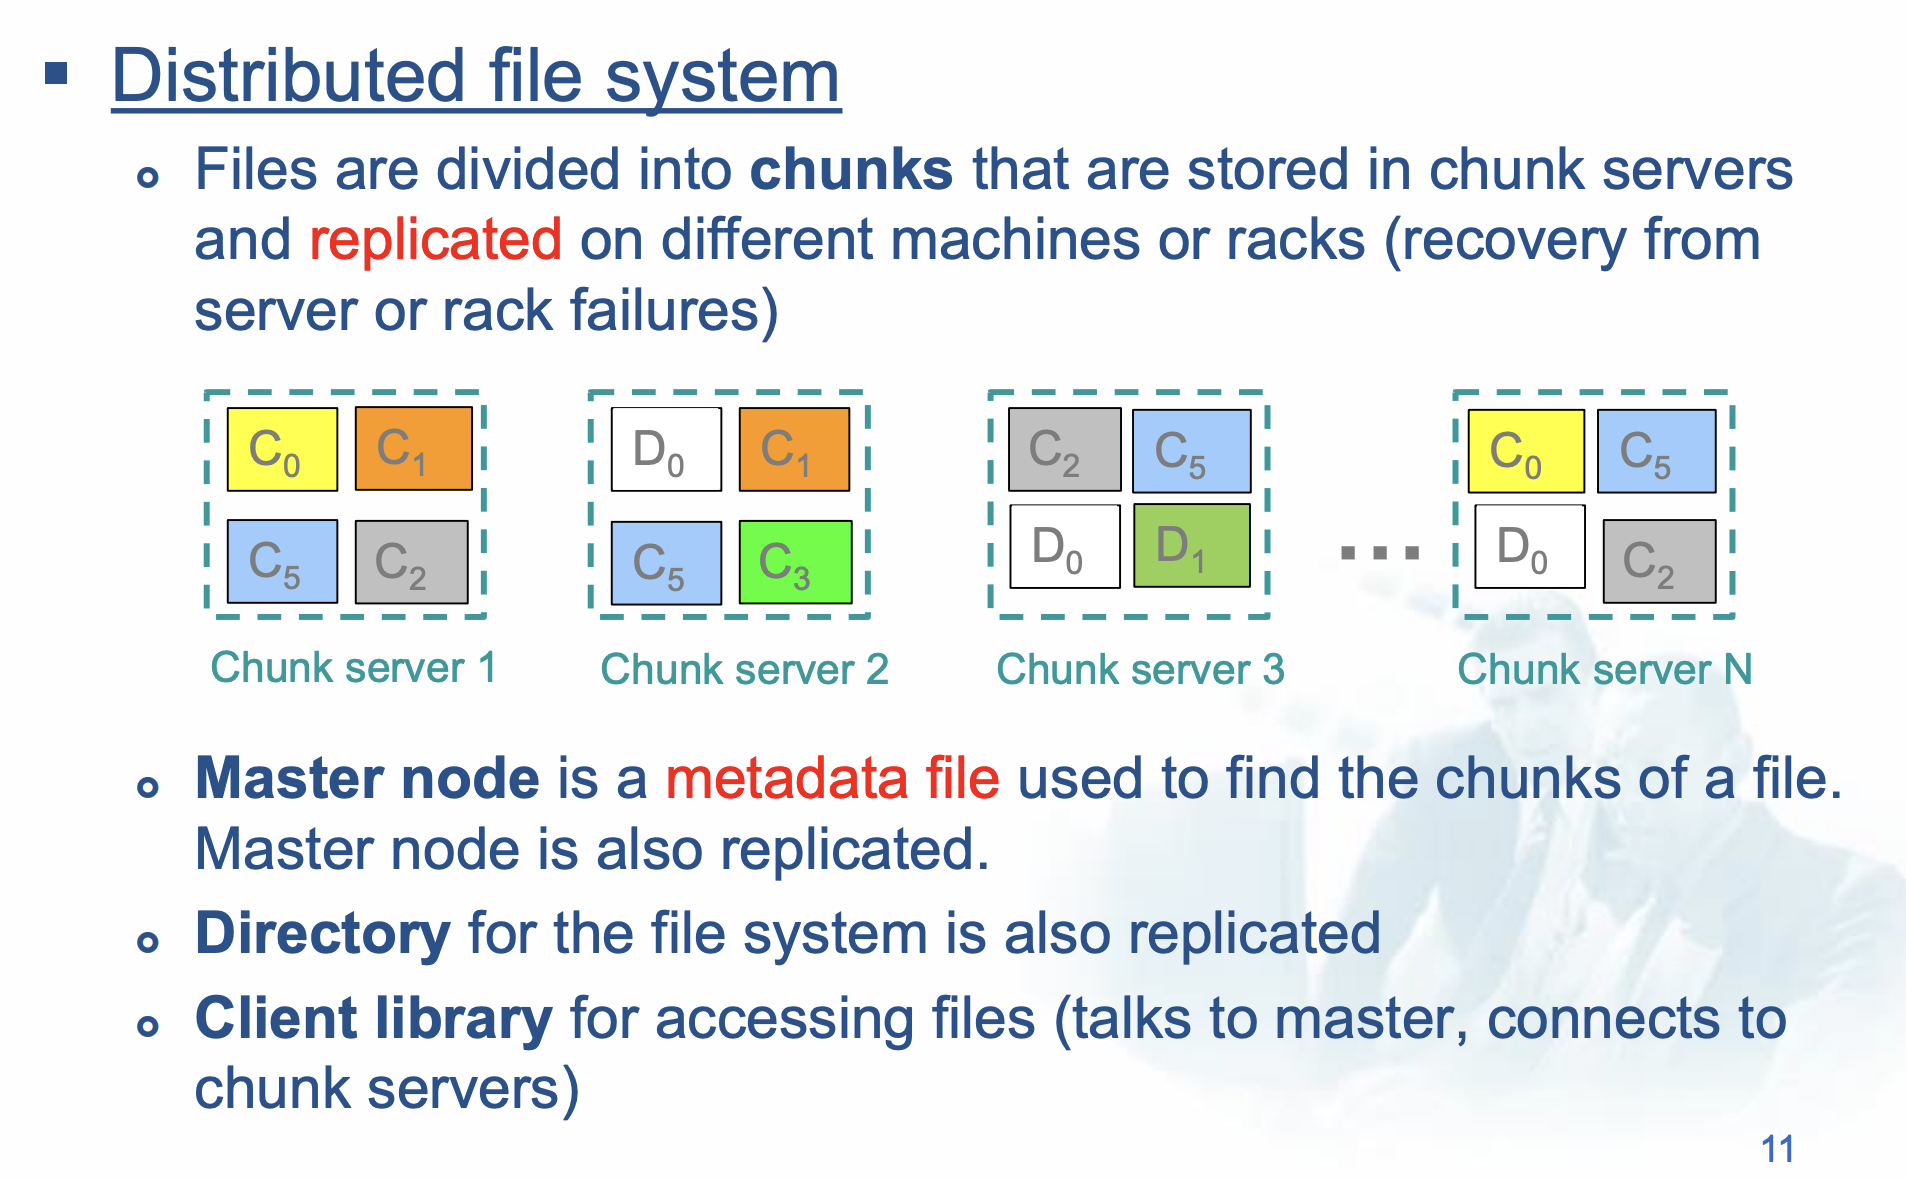 ▪ Distributed file system
Files are divided into chunks that are stored in chunk servers
and replicated on different machines or racks (recovery from
server or rack failures)
C0 C1 D0 C1 C2 C5 C0 C5
C5 C2 C5 C3 D0 D1 ... D0 C2
Chunk server 1 Chunk server 2 Chunk server 3 Chunk server N
Master node is a metadata file used to find the chunks of a file.
Master node is also replicated.
Directory for the file system is also replicated
Client library for accessing files (talks to master, connects to
chunk servers)
11